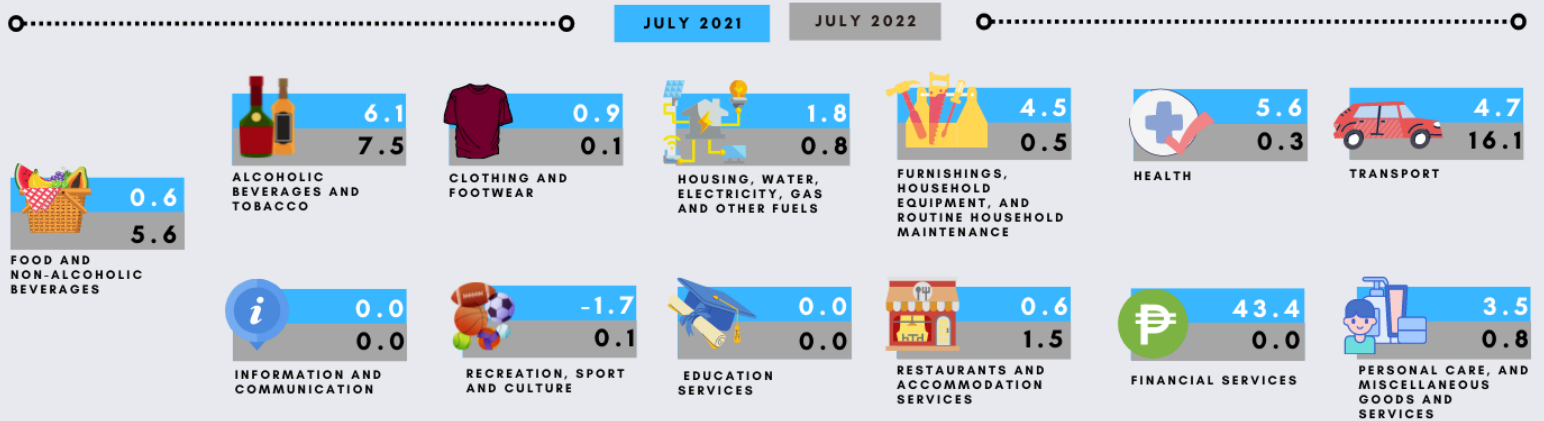 JULY 2021
JULY 2022
0.6
5.6
FOOD AND
NON-ALCOHOLIC
BEVERAGES
6.1
7.5
ALCOHOLIC
BEVERAGES AND
TOBACCO
0.9
0.1
CLOTHING AND
FOOTWEAR
1.8
0.8
HOUSING, WATER,
ELECTRICITY, GAS
AND OTHER FUELS
4.5
0.5
FURNISHINGS,
HOUSEHOLD
EQUIPMENT, AND
ROUTINE HOUSEHOLD
MAINTENANCE
5.6
0.3
HEALTH
4.7
16.1
TRANSPORT
i
0.0
0.0
INFORMATION AND
COMMUNICATION
-1.7
0.1
RECREATION, SPORT
AND CULTURE
0.0
0.0
EDUCATION
SERVICES
0.6
1.5
RESTAURANTS AND
ACCOMMODATION
SERVICES
₱
43.4
0.0
FINANCIAL SERVICES
3.5
0.8
PERSONAL CARE, AND
MISCELLANEOUS
GOODS AND
SERVICES